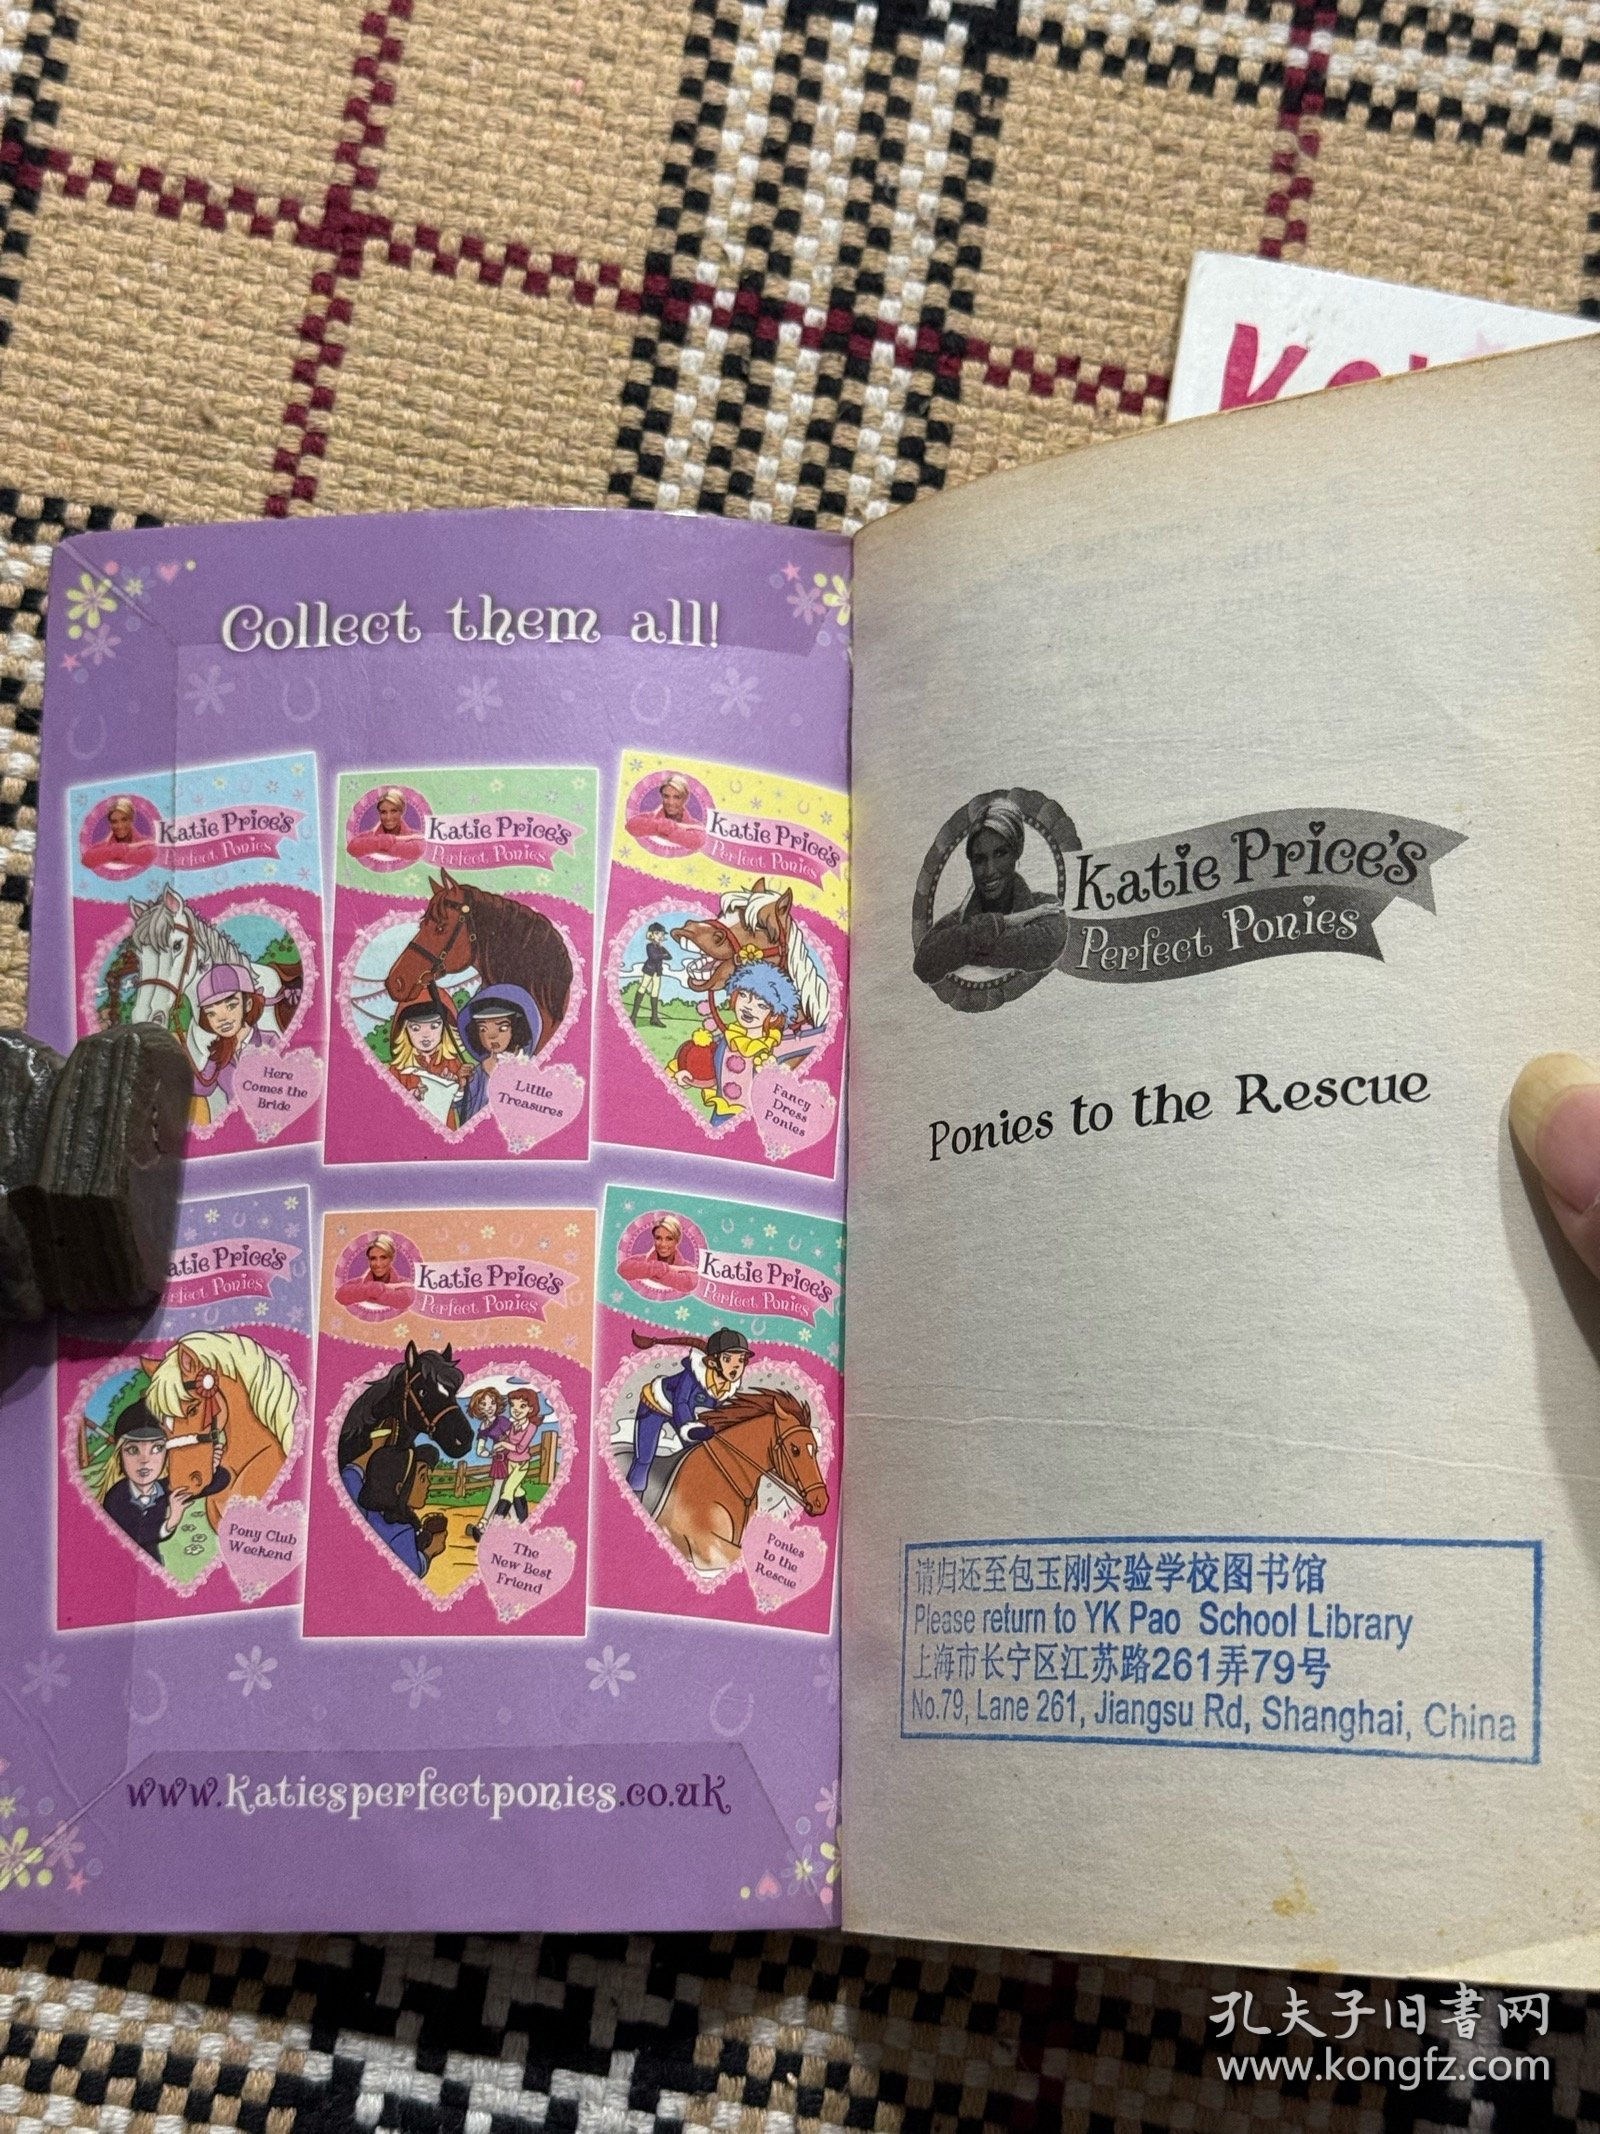 Collect them all!
Katie Price's
Perfect Ponies
Here
Comes the
Bride
Katie Price's
Perfect Ponies
Little
Treasures
Katie Price's
Perfect Ponies
Fancy
Dress
Ponies
atie Price's
erfect Ponies
Pony Club
Weekend
Katie Price's
Perfect Ponies
The
New Best
Friend
Katie Price's
Perfect Ponies
Ponies
to the
Rescue
www.katiesperfectponies.co.uk
Katie Price's
Perfect Ponies
Ponies to the Rescue
请归还至包玉刚实验学校图书馆
Please return to YK Pao School Library
上海市长宁区江苏路261弄79号
No.79, Lane 261, Jiangsu Rd, Shanghai, China
孔夫子旧書网
www.kongfz.com